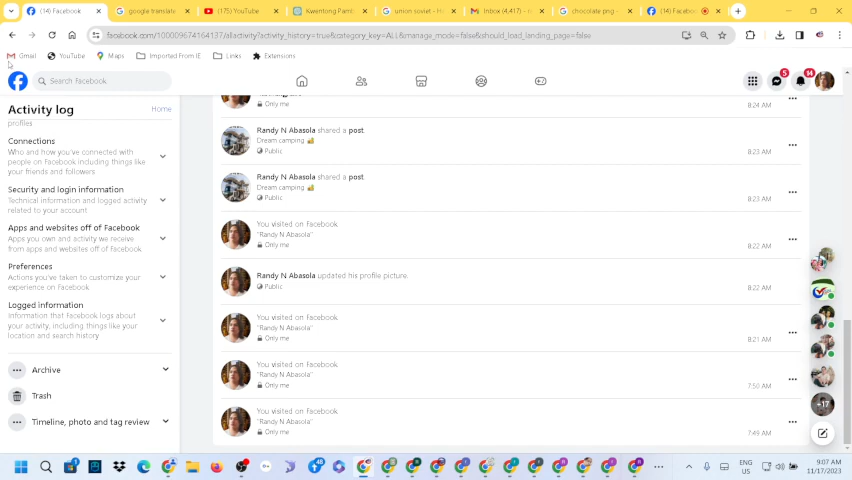 (14) Facebook
google translate
(175) YouTube
Kwentong Pamb
union soviet -
Inbox (4,417) -
chocolate png -
(14) Facebo
facebook.com/100009674164137/allactivity?activity_history=true&category_key=ALL&manage_mode=false&should_load_landing_page=false
Gmail
YouTube
Maps
Imported From IE
Links
Extensions
Search Facebook
5
14
Activity log
Home
profiles
Connections
Who and how you've connected with
people on Facebook including things like
your friends and followers
Security and login information
Technical information and logged activity
related to your account
Apps and websites off of Facebook
Apps you own and activity we receive
from apps and websites off Facebook.
Preferences
Actions you've taken to customize your
experience on Facebook
Logged information
Information that Facebook logs about
your activity, including things like your
location and search history
Archive
Trash
Timeline, photo and tag review
Only me
8:24 AM
Randy N Abasola shared a post.
Dream camping
Public
8:23 AM
Randy N Abasola shared a post.
Dream camping
Public
8:23 AM
You visited on Facebook.
"Randy N Abasola"
Only me
8:22 AM
Randy N Abasola updated his profile picture.
Public
8:22 AM
You visited on Facebook.
"Randy N Abasola"
Only me
8:21 AM
You visited on Facebook.
"Randy N Abasola"
Only me
7:50 AM
You visited on Facebook.
"Randy N Abasola"
Only me
7:49 AM
+17
ENG
US
9:07 AM
11/17/2023